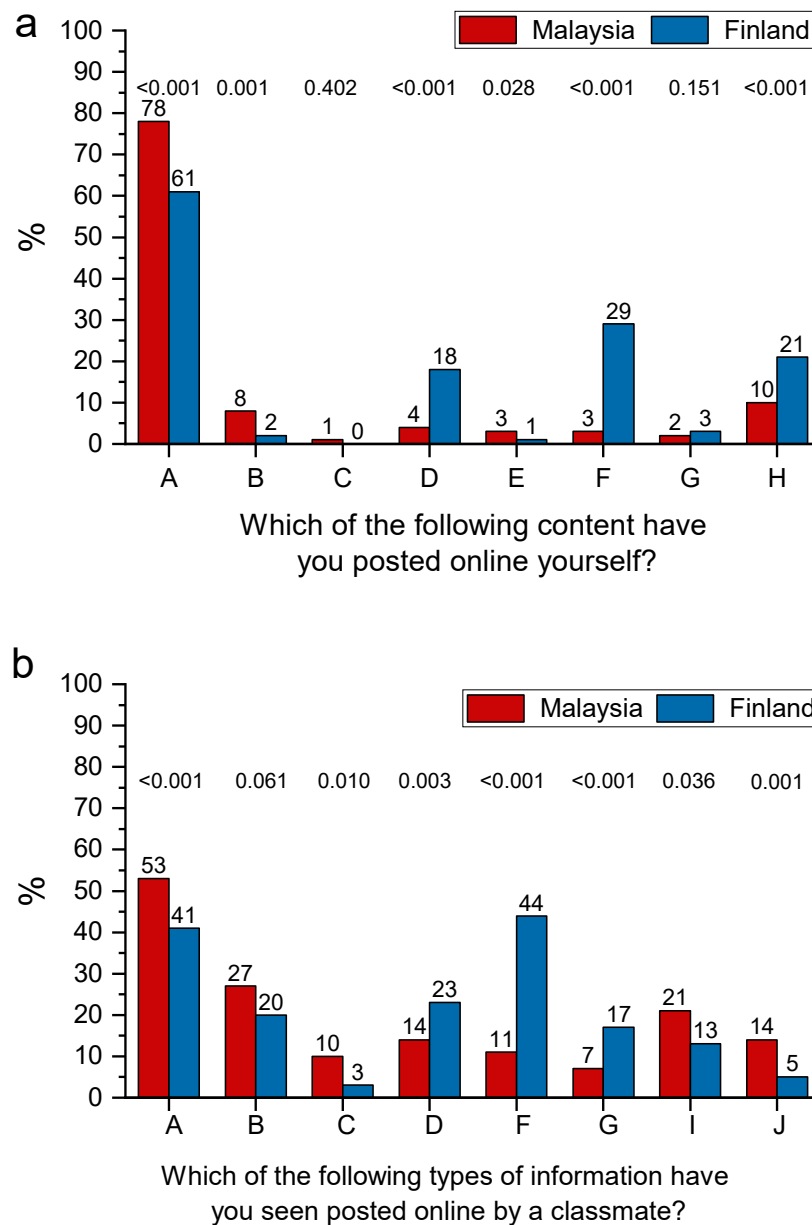 a
Malaysia Finland
100
90
80
70
60
50
40
30
20
10
0
%
<0.001 0.001 0.402 <0.001 0.028 <0.001 0.151 <0.001
78 61 8 2 1 0 4 18 3 1 3 29 2 3 10 21
A B C D E F G H
Which of the following content have
you posted online yourself?
b
Malaysia Finland
100
90
80
70
60
50
40
30
20
10
0
%
<0.001 0.061 0.010 0.003 <0.001 <0.001 0.036 0.001
53 41 27 20 10 3 14 23 11 44 7 17 21 13 14 5
A B C D F G I J
Which of the following types of information have
you seen posted online by a classmate?